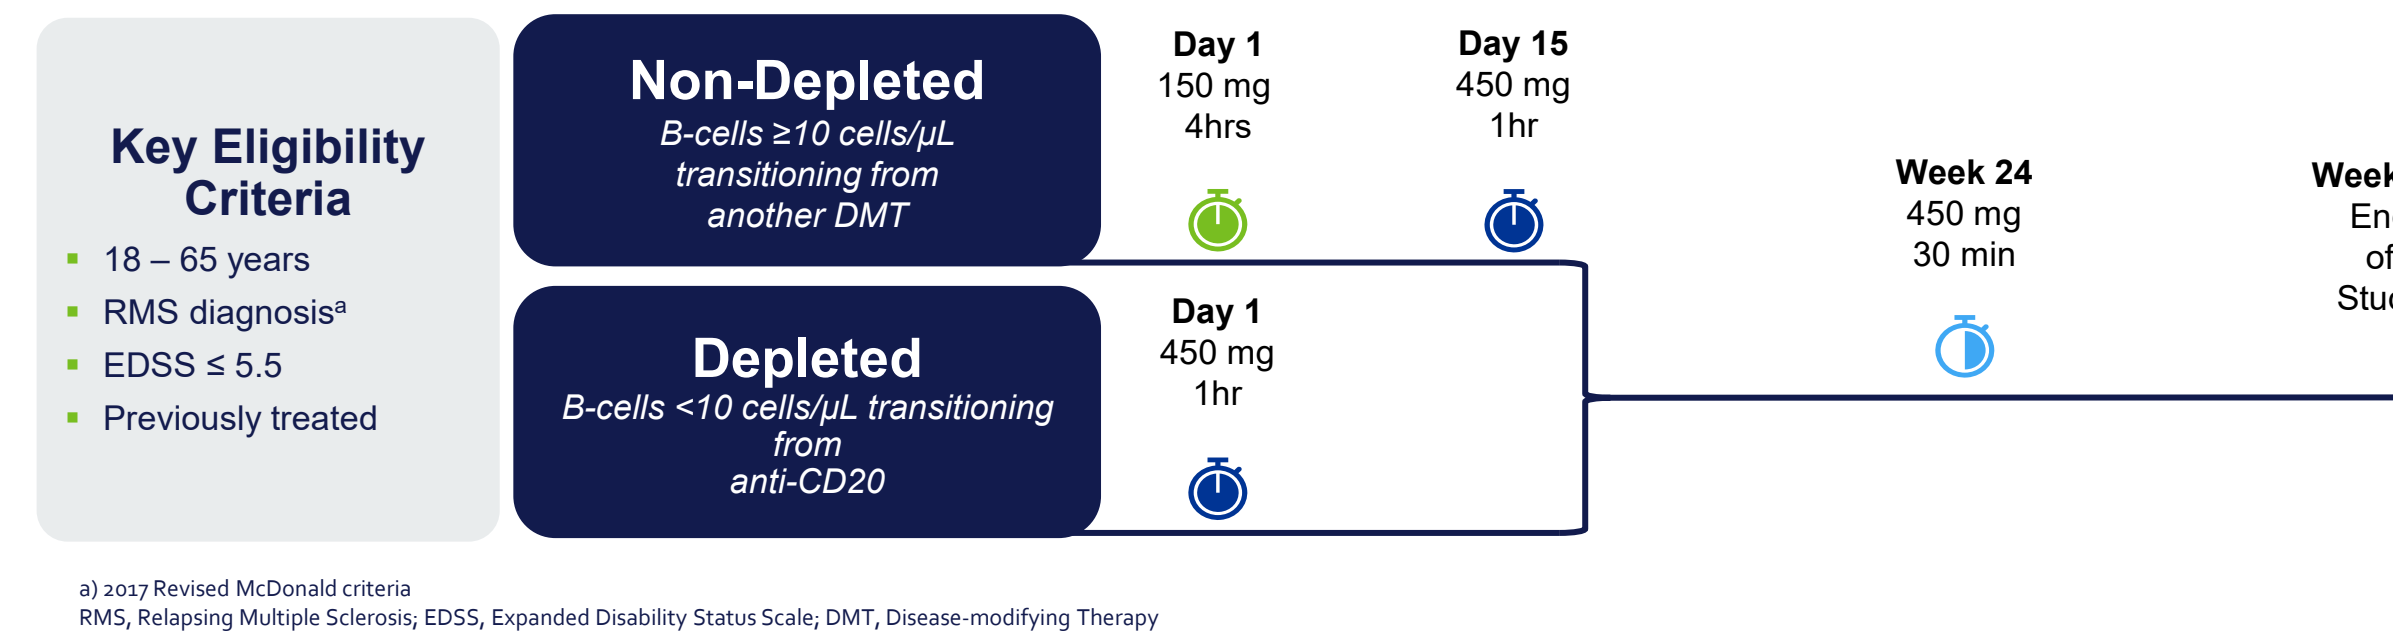 Key Eligibility
Criteria
▪ 18 – 65 years
▪ RMS diagnosisᵃ
▪ EDSS ≤ 5.5
▪ Previously treated
Non-Depleted
B-cells ≥10 cells/µL
transitioning from
another DMT
Day 1
150 mg
4hrs
Day 15
450 mg
1hr
Depleted
B-cells <10 cells/µL transitioning
from
anti-CD20
Day 1
450 mg
1hr
Week 24
450 mg
30 min
Week
of
a) 2017 Revised McDonald criteria
RMS, Relapsing Multiple Sclerosis; EDSS, Expanded Disability Status Scale; DMT, Disease-modifying Therapy